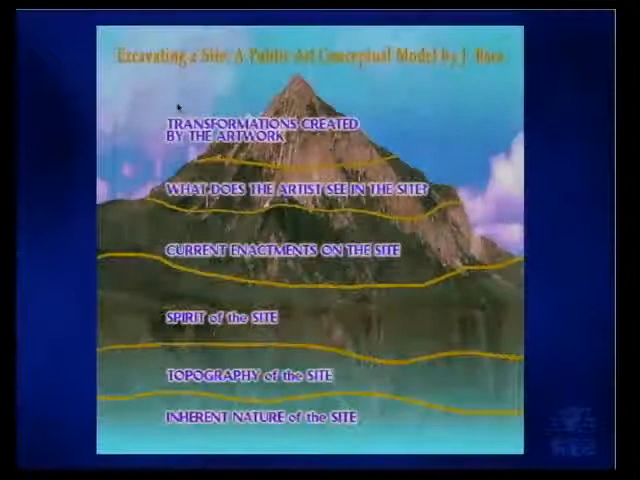 Excavating a Site: A Public Art Conceptual Model by J.
TRANSFORMATIONS CREATED
BY THE ARTWORK
WHAT DOES THE ARTIST SEE IN THE SITE?
CURRENT ENACTMENTS ON THE SITE
SPIRIT of the SITE
TOPOGRAPHY of the SITE
INHERENT NATURE of the SITE